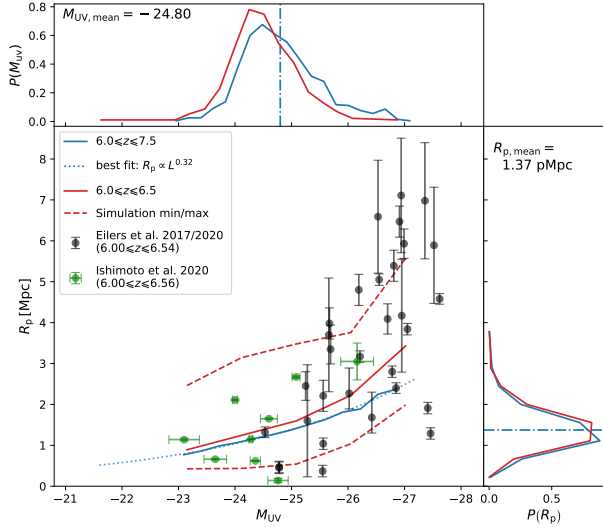 M_UV,mean = −24.80
0.8
0.6
0.4
0.2
0.0
P(M_UV)
6.0⩽z⩽7.5
best fit: R_p ∝ L^0.32
6.0⩽z⩽6.5
Simulation min/max
Eilers et al. 2017/2020
(6.00⩽z⩽6.54)
Ishimoto et al. 2020
(6.00⩽z⩽6.56)
R_p,mean =
1.37 pMpc
8
7
6
5
4
3
2
1
0
R_p [Mpc]
−21 −22 −23 −24 −25 −26 −27 −28
M_UV
0.0 0.5
P(R_p)